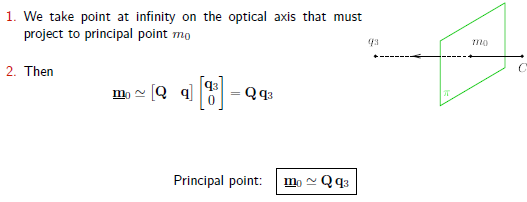 1. We take point at infinity on the optical axis that must
project to principal point m₀
2. Then
m₀ ≃ [Q q] [q₃ 0] = Q q₃
Principal point: m₀ ≃ Q q₃
q₃
m₀
C
π